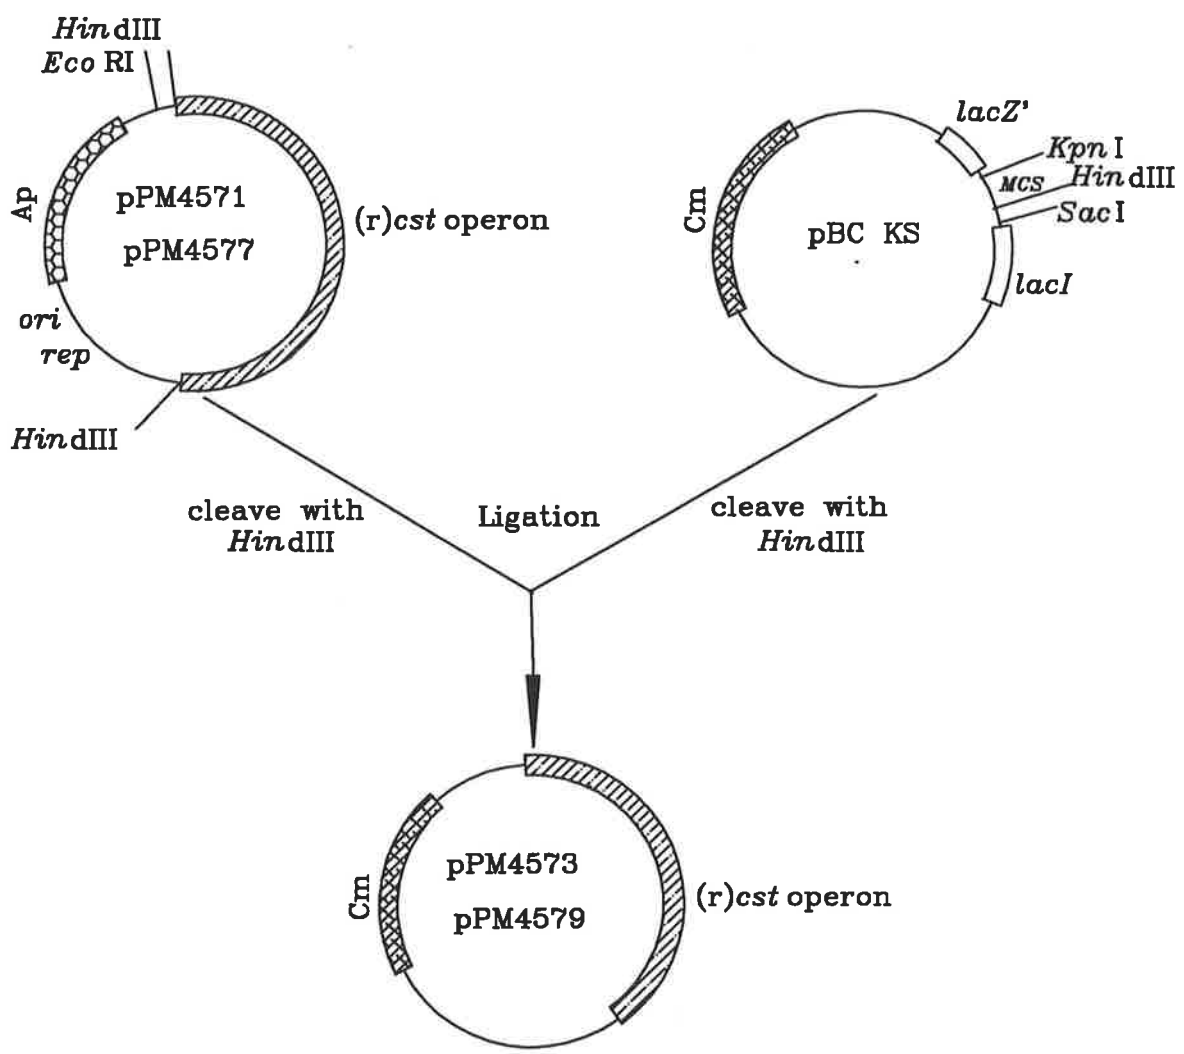 HindIII
EcoRI
Ap
pPM4571
pPM4577
(r)cst operon
ori
rep
HindIII
lacZ'
KpnI
MCS HindIII
SacI
Cm
pBC KS
lacI
cleave with
HindIII
Ligation
cleave with
HindIII
Cm
pPM4573
pPM4579
(r)cst operon